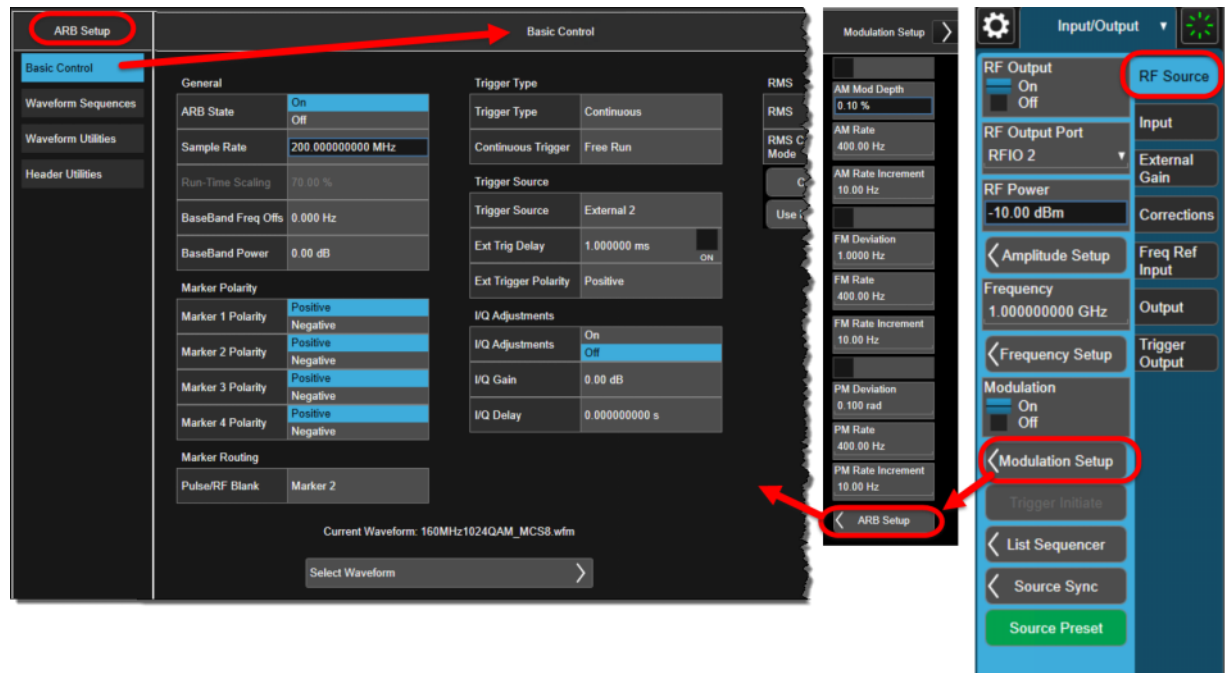 ARB Setup
Basic Control
Basic Control
Waveform Sequences
Waveform Utilities
Header Utilities
General
ARB State
On
Off
Sample Rate
200.000000000 MHz
Run-Time Scaling
70.00 %
BaseBand Freq Offs
0.000 Hz
BaseBand Power
0.00 dB
Marker Polarity
Marker 1 Polarity
Positive
Negative
Marker 2 Polarity
Positive
Negative
Marker 3 Polarity
Positive
Negative
Marker 4 Polarity
Positive
Negative
Marker Routing
Pulse/RF Blank
Marker 2
Trigger Type
Trigger Type
Continuous
Continuous Trigger
Free Run
Trigger Source
Trigger Source
External 2
Ext Trig Delay
1.000000 ms
ON
Ext Trigger Polarity
Positive
I/Q Adjustments
I/Q Adjustments
On
Off
I/Q Gain
0.00 dB
I/Q Delay
0.000000000 s
RMS
RMS
RMS C
Mode
C
Use
Current Waveform: 160MHz1024QAM_MCS8.wfm
Select Waveform
Modulation Setup
AM Mod Depth
0.10 %
AM Rate
400.00 Hz
AM Rate Increment
10.00 Hz
FM Deviation
1.0000 Hz
FM Rate
400.00 Hz
FM Rate Increment
10.00 Hz
PM Deviation
0.100 rad
PM Rate
400.00 Hz
PM Rate Increment
10.00 Hz
ARB Setup
Input/Output
RF Output
On
Off
RF Output Port
RFIO 2
RF Power
-10.00 dBm
Amplitude Setup
Frequency
1.000000000 GHz
Frequency Setup
Modulation
On
Off
Modulation Setup
Trigger Initiate
List Sequencer
Source Sync
Source Preset
RF Source
Input
External
Gain
Corrections
Freq Ref
Input
Output
Trigger
Output